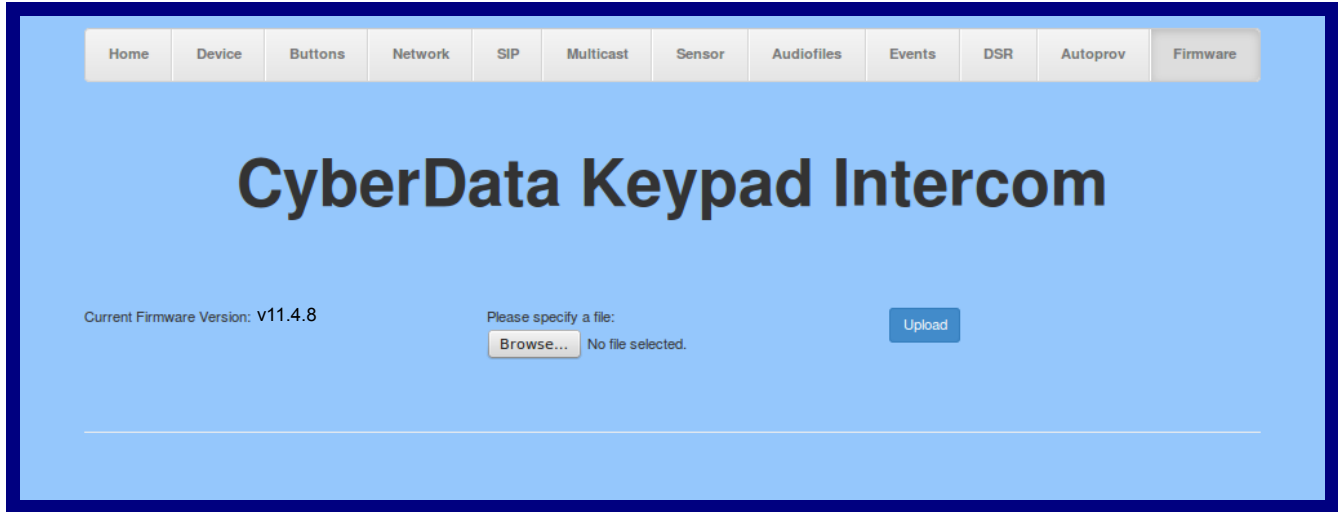 Home Device Buttons Network SIP Multicast Sensor Audiofiles Events DSR Autoprov Firmware
CyberData Keypad Intercom
Current Firmware Version: v11.4.8
Please specify a file:
Browse... No file selected.
Upload